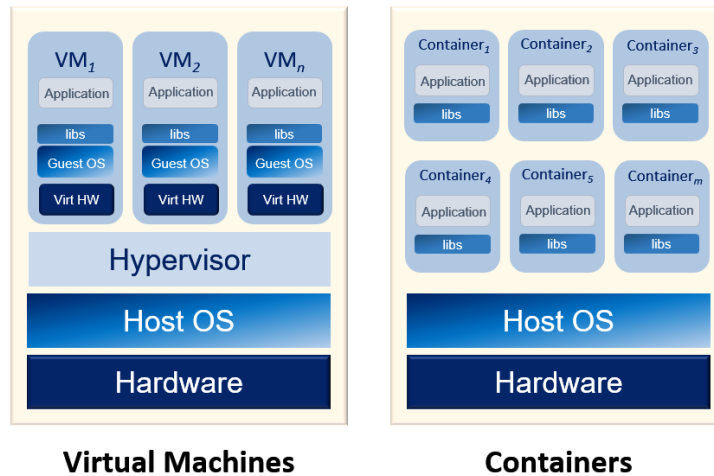 VM1 VM2 VMn
Application Application Application
libs libs libs
Guest OS Guest OS Guest OS
Virt HW Virt HW Virt HW
Hypervisor
Host OS
Hardware
Virtual Machines
Container1 Container2 Container3
Application Application Application
libs libs libs
Container4 Container5 Containerm
Application Application Application
libs libs libs
Host OS
Hardware
Containers